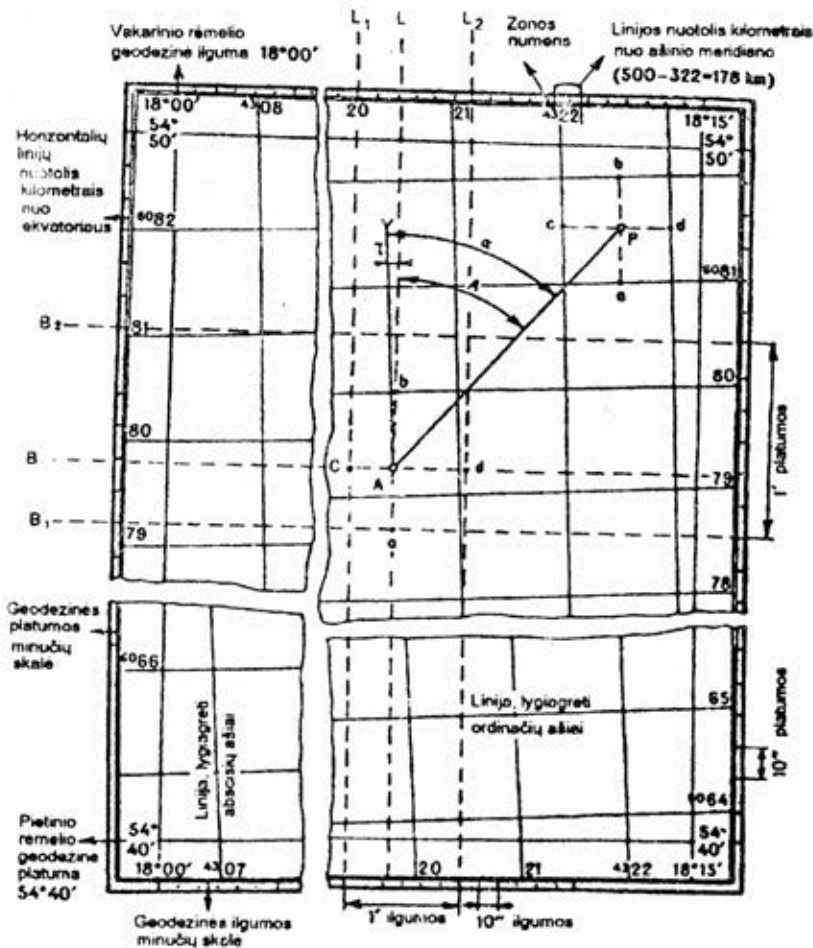 L₁ L L₂
Vakarinio rėmelio
geodezinė ilguma 18°00′
Zonos
numeris
Linijos nuotolis kilometrais
nuo ašinio meridiano
(500−322=178 km)
18°00′ ⁴³08 20 21 ⁴³22 18°15′
54° 54°
50′ 50′
Horizontalių
linijų
nuotolis
kilometrais
nuo
ekvatoriaus
⁶⁰82
b
c P d
a
γ
α
A
⁶⁰81
B₂
81
b
80
80
B
C A d
79
B₁
79
a
78
1′ platumos
Geodezinės
platumos
minučių
skalė
⁶⁰66
Linija, lygiagreti
abscisių ašiai
Linija, lygiagreti
ordinačių ašiai
65
10″ platumos
⁶⁰64
Pietinio
rėmelio
geodezinė
platuma
54°40′
54° 54°
40′ 40′
18°00′ ⁴³07 20 21 ⁴³22 18°15′
1′ ilgumos 10″ ilgumos
Geodezinės ilgumos
minučių skalė